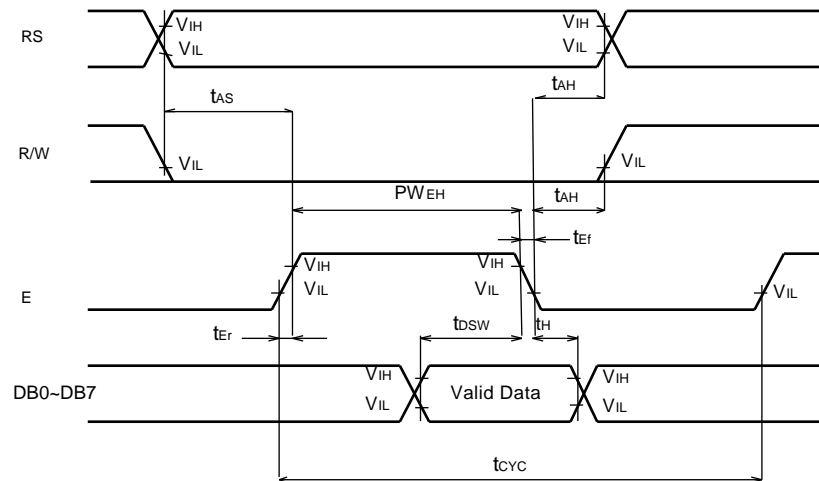 RS
VIH
VIL
VIH
VIL
tAS
tAH
R/W
VIL
VIL
PWEH
tAH
tEf
E
VIH
VIL
VIH
VIL
VIL
tEr
tDSW
tH
DB0~DB7
VIH
VIL
Valid Data
VIH
VIL
tCYC